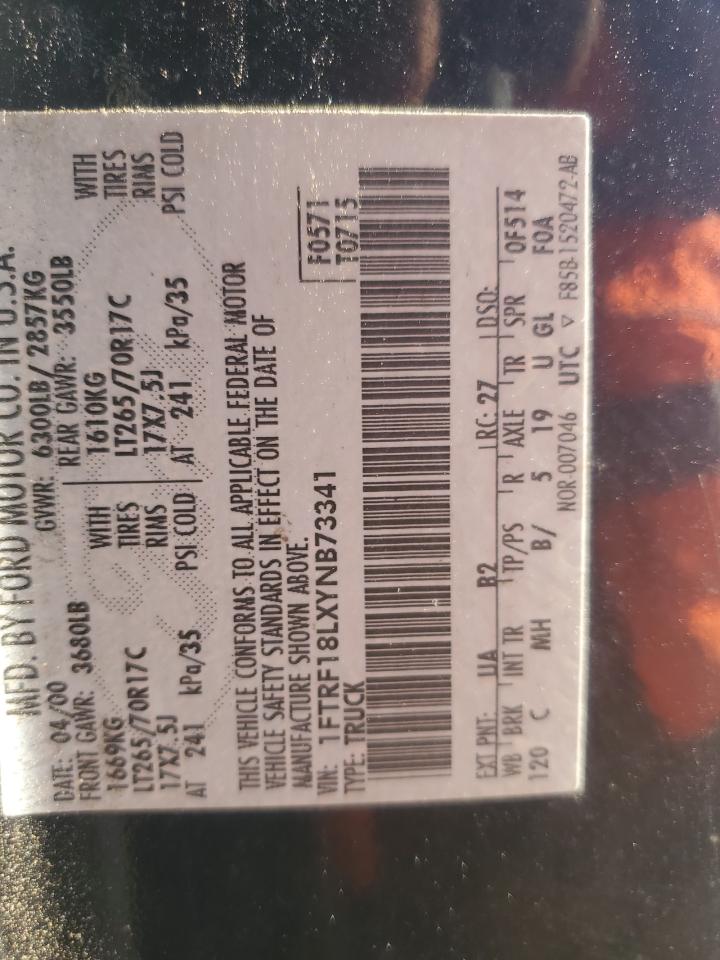 MFD. BY FORD MOTOR CO. IN U.S.A.
DATE: 04/00 GVWR: 6300LB/ 2857KG
FRONT GAWR: 3680LB REAR GAWR: 3550LB
1669KG WITH 1610KG WITH
LT265/70R17C TIRES LT265/70R17C TIRES
17X7.5J RIMS 17X7.5J RIMS
AT 241 kPa/35 PSI COLD AT 241 kPa/35 PSI COLD
THIS VEHICLE CONFORMS TO ALL APPLICABLE FEDERAL MOTOR
VEHICLE SAFETY STANDARDS IN EFFECT ON THE DATE OF
MANUFACTURE SHOWN ABOVE.
VIN: 1FTRF18LXYNB73341 F0571
TYPE: TRUCK T0715
EXT PNT: UA B2 RC: 27 DSO:
WB BRK INT TR TP/PS R AXLE TR SPR 0F514
120 C MH B/ 5 19 U GL F0A
NOR-007046 UTC ▽ F85B-1520472-AB